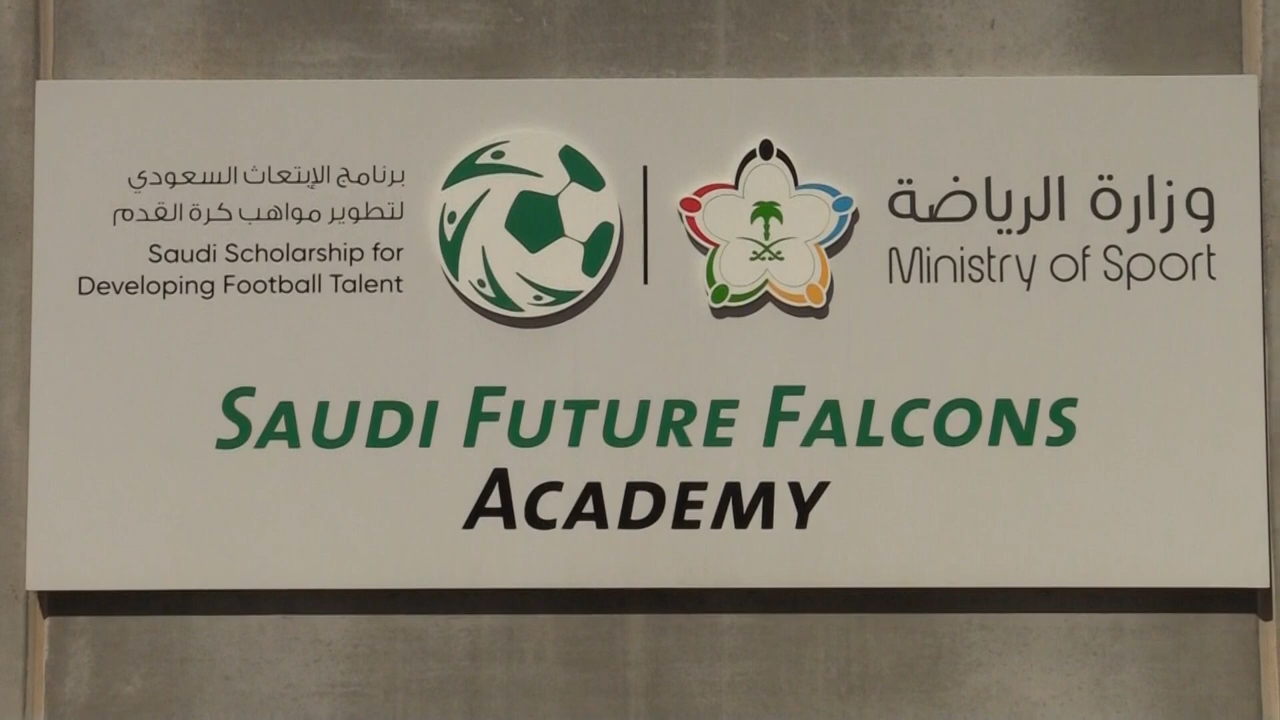 برنامج الإبتعاث السعودي
لتطوير مواهب كرة القدم
Saudi Scholarship for
Developing Football Talent
وزارة الرياضة
Ministry of Sport
SAUDI FUTURE FALCONS
ACADEMY